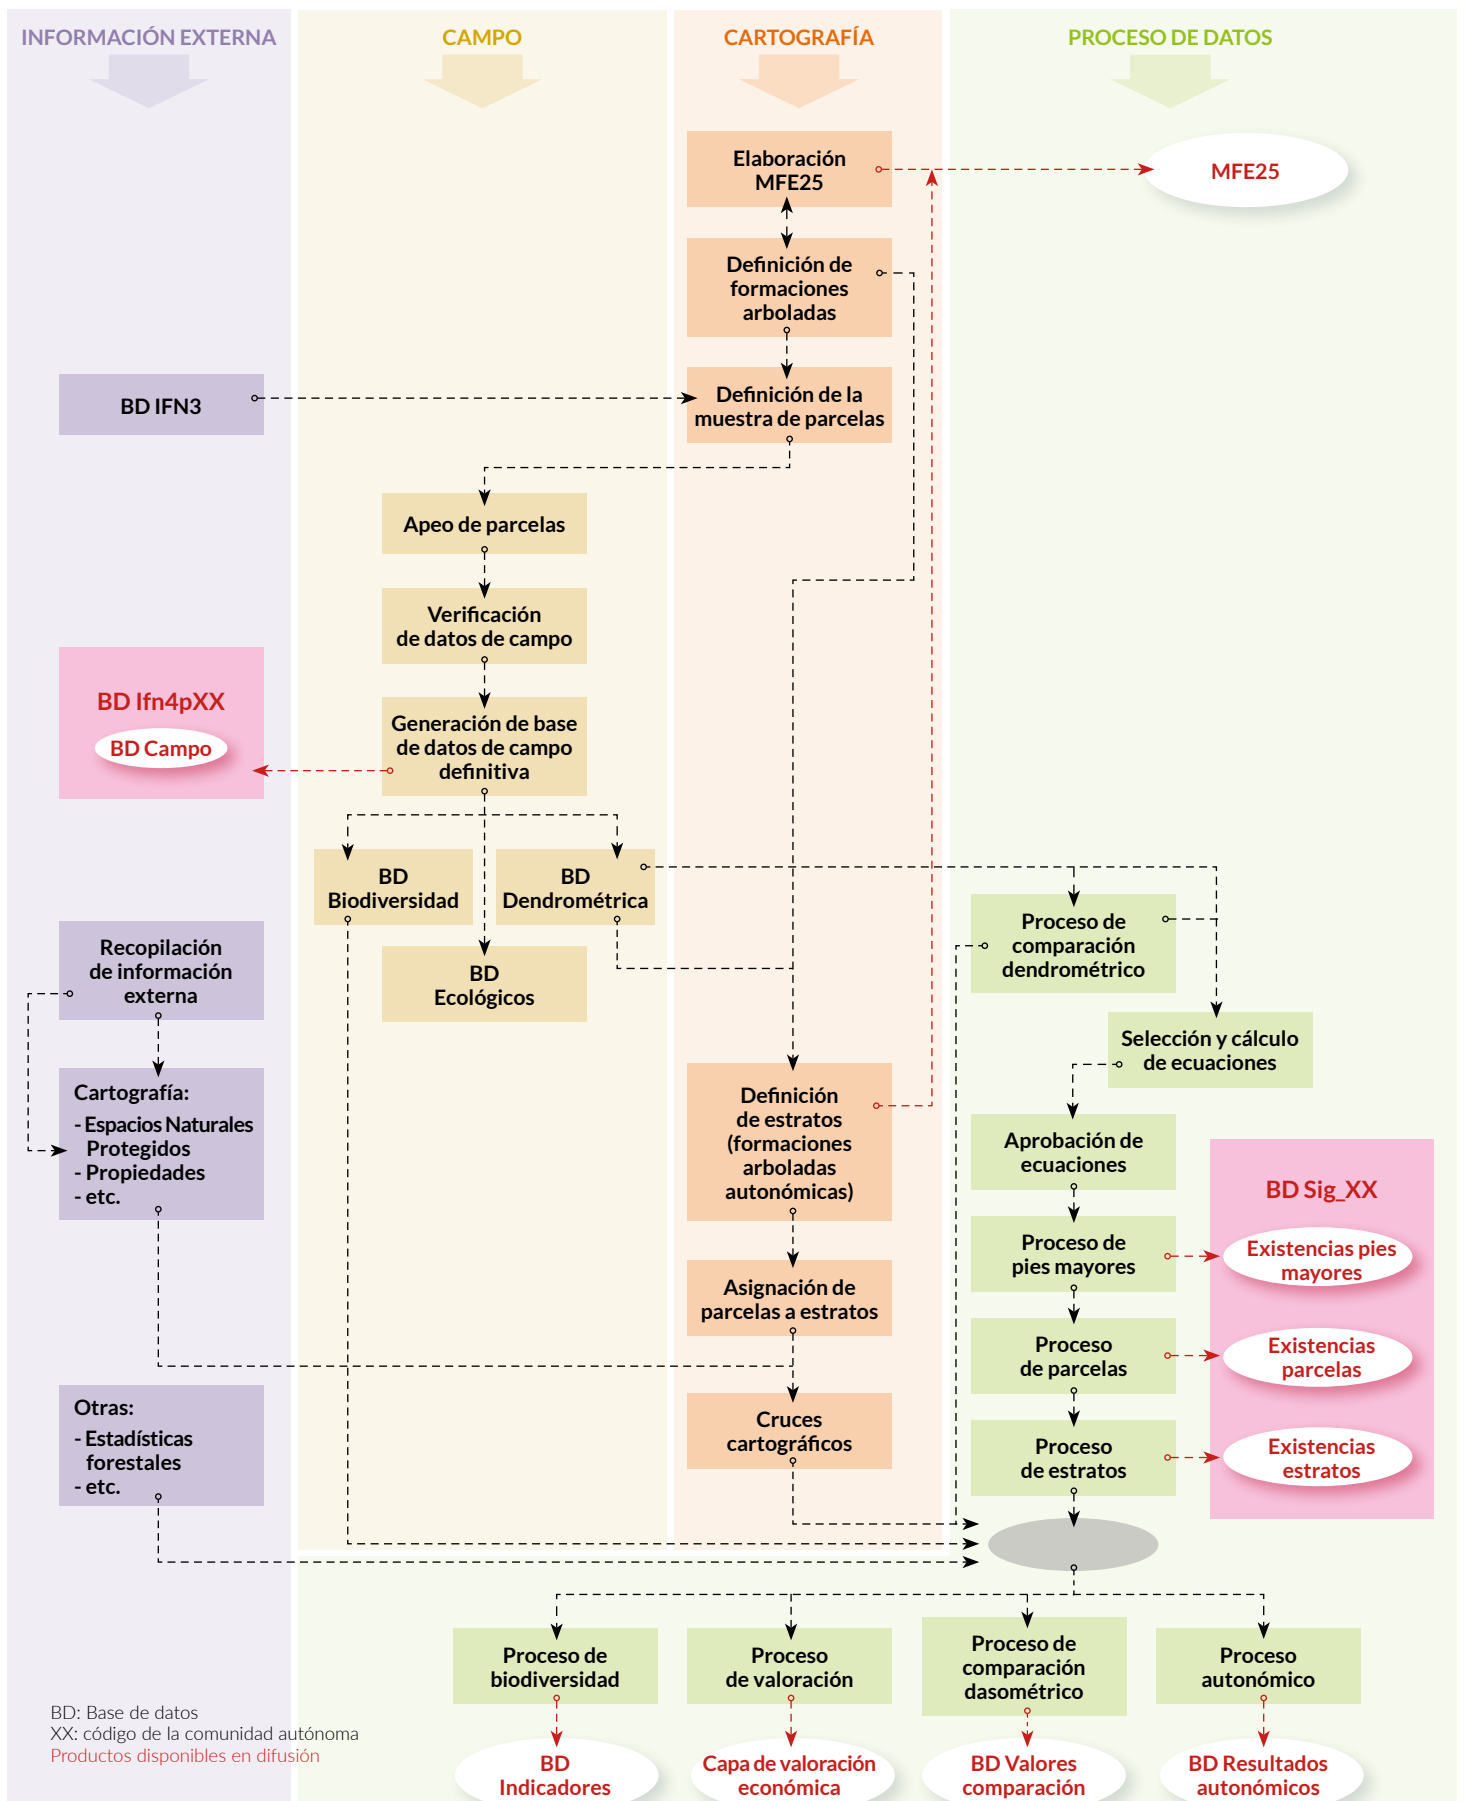 INFORMACIÓN EXTERNA
CAMPO
CARTOGRAFÍA
PROCESO DE DATOS
Elaboración
MFE25
MFE25
Definición de
formaciones
arboladas
BD IFN3
Definición de la
muestra de parcelas
Apeo de parcelas
Verificación
de datos de campo
BD Ifn4pXX
BD Campo
Generación de base
de datos de campo
definitiva
BD
Biodiversidad
BD
Dendrométrica
BD
Ecológicos
Proceso de
comparación
dendrométrico
Recopilación
de información
externa
Selección y cálculo
de ecuaciones
Cartografía:
- Espacios Naturales
Protegidos
- Propiedades
- etc.
Definición
de estratos
(formaciones
arboladas
autonómicas)
Aprobación de
ecuaciones
BD Sig_XX
Proceso de
pies mayores
Existencias pies
mayores
Asignación de
parcelas a estratos
Proceso
de parcelas
Existencias
parcelas
Otras:
- Estadísticas
forestales
- etc.
Cruces
cartográficos
Proceso
de estratos
Existencias
estratos
Proceso de
biodiversidad
Proceso
de valoración
Proceso de
comparación
dasométrico
Proceso
autonómico
BD: Base de datos
XX: código de la comunidad autónoma
Productos disponibles en difusión
BD
Indicadores
Capa de valoración
económica
BD Valores
comparación
BD Resultados
autonómicos